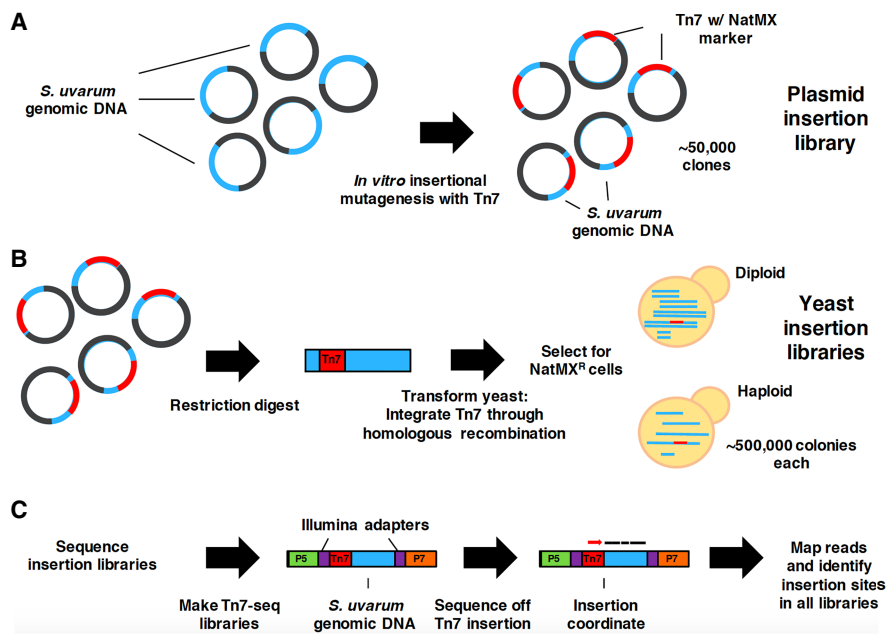 A
S. uvarum
genomic DNA
In vitro insertional
mutagenesis with Tn7
Tn7 w/ NatMX
marker
~50,000
clones
S. uvarum
genomic DNA
Plasmid
insertion
library
B
Restriction digest
Tn7
Transform yeast:
Integrate Tn7 through
homologous recombination
Select for
NatMXᴿ cells
Diploid
Haploid
~500,000 colonies
each
Yeast
insertion
libraries
C
Sequence
insertion libraries
Make Tn7-seq
libraries
Illumina adapters
P5 Tn7 P7
S. uvarum
genomic DNA
Sequence off
Tn7 insertion
P5 Tn7 P7
Insertion
coordinate
Map reads
and identify
insertion sites
in all libraries